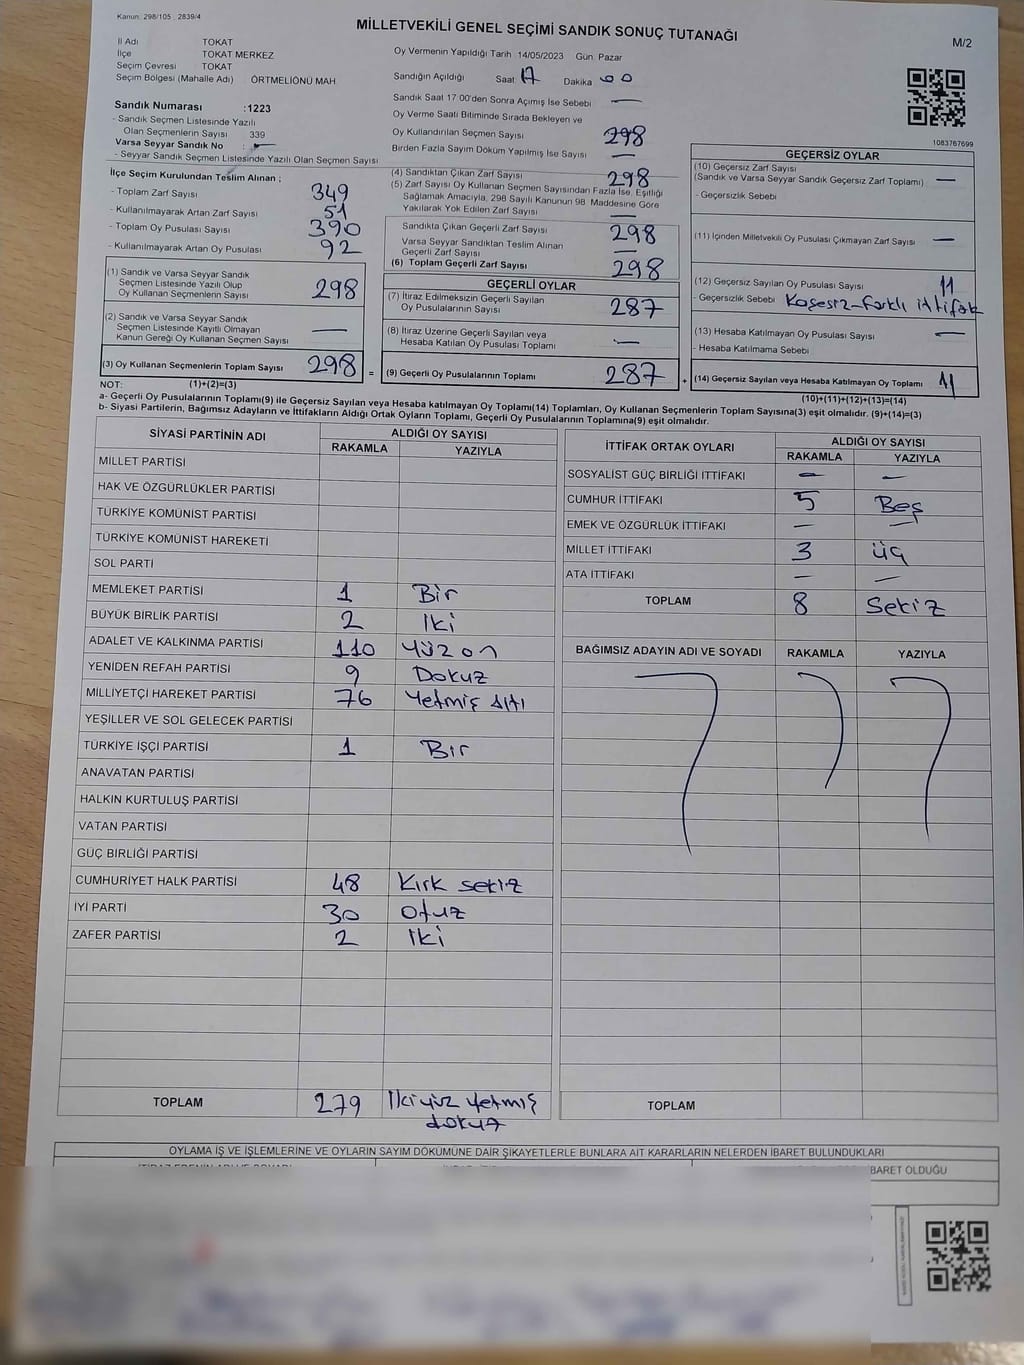 Kanun: 298/105 2839/4
MİLLETVEKİLİ GENEL SEÇİMİ SANDIK SONUÇ TUTANAĞI
M/2
İl Adı TOKAT
İlçe TOKAT MERKEZ
Seçim Çevresi TOKAT
Seçim Bölgesi (Mahalle Adı) ÖRTMELİÖNÜ MAH.
Oy Vermenin Yapıldığı Tarih 14/05/2023 Gün Pazar
Sandığın Açıldığı Saat 17 Dakika 00
Sandık Saat 17:00'den Sonra Açımış İse Sebebi —
Oy Verme Saati Bitiminde Sırada Bekleyen ve
Oy Kullandırılan Seçmen Sayısı 298
Birden Fazla Sayım Döküm Yapılmış İse Sayısı —
Sandık Numarası :1223
- Sandık Seçmen Listesinde Yazılı
Olan Seçmenlerin Sayısı 339
Varsa Seyyar Sandık No : —
- Seyyar Sandık Seçmen Listesinde Yazılı Olan Seçmen Sayısı
1083767699
İlçe Seçim Kurulundan Teslim Alınan ;
- Toplam Zarf Sayısı 349
- Kullanılmayarak Artan Zarf Sayısı 51
- Toplam Oy Pusulası Sayısı 390
- Kullanılmayarak Artan Oy Pusulası 92
(1) Sandık ve Varsa Seyyar Sandık
Seçmen Listesinde Yazılı Olup
Oy Kullanan Seçmenlerin Sayısı 298
(2) Sandık ve Varsa Seyyar Sandık
Seçmen Listesinde Kayıtlı Olmayan
Kanun Gereği Oy Kullanan Seçmen Sayısı —
(3) Oy Kullanan Seçmenlerin Toplam Sayısı 298 =
(4) Sandıktan Çıkan Zarf Sayısı 298
(5) Zarf Sayısı Oy Kullanan Seçmen Sayısından Fazla İse, Eşitliği
Sağlamak Amacıyla, 298 Sayılı Kanunun 98. Maddesine Göre
Yakılarak Yok Edilen Zarf Sayısı —
Sandıkta Çıkan Geçerli Zarf Sayısı 298
Varsa Seyyar Sandıktan Teslim Alınan
Geçerli Zarf Sayısı —
(6) Toplam Geçerli Zarf Sayısı 298
GEÇERLİ OYLAR
(7) İtiraz Edilmeksizin Geçerli Sayılan
Oy Pusulalarının Sayısı 287
(8) İtiraz Üzerine Geçerli Sayılan veya
Hesaba Katılan Oy Pusulası Toplamı —
(9) Geçerli Oy Pusulalarının Toplamı 287 +
GEÇERSİZ OYLAR
(10) Geçersiz Zarf Sayısı
(Sandık ve Varsa Seyyar Sandık Geçersiz Zarf Toplamı) —
- Geçersizlik Sebebi
(11) İçinden Milletvekili Oy Pusulası Çıkmayan Zarf Sayısı —
(12) Geçersiz Sayılan Oy Pusulası Sayısı 11
- Geçersizlik Sebebi Kaşesiz-farklı ittifak
(13) Hesaba Katılmayan Oy Pusulası Sayısı —
- Hesaba Katılmama Sebebi
(14) Geçersiz Sayılan veya Hesaba Katılmayan Oy Toplamı 11
NOT: (1)+(2)=(3) (10)+(11)+(12)+(13)=(14)
a- Geçerli Oy Pusulalarının Toplamı(9) ile Geçersiz Sayılan veya Hesaba katılmayan Oy Toplamı(14) Toplamları, Oy Kullanan Seçmenlerin Toplam Sayısına(3) eşit olmalıdır. (9)+(14)=(3)
b- Siyasi Partilerin, Bağımsız Adayların ve İttifakların Aldığı Ortak Oyların Toplamı, Geçerli Oy Pusulalarının Toplamına(9) eşit olmalıdır.
SİYASİ PARTİNİN ADI ALDIĞI OY SAYISI
RAKAMLA YAZIYLA
MİLLET PARTİSİ
HAK VE ÖZGÜRLÜKLER PARTİSİ
TÜRKİYE KOMÜNİST PARTİSİ
TÜRKİYE KOMÜNİST HAREKETİ
SOL PARTİ
MEMLEKET PARTİSİ 1 Bir
BÜYÜK BİRLİK PARTİSİ 2 İki
ADALET VE KALKINMA PARTİSİ 110 Yüz on
YENİDEN REFAH PARTİSİ 9 Dokuz
MİLLİYETÇİ HAREKET PARTİSİ 76 Yetmiş Altı
YEŞİLLER VE SOL GELECEK PARTİSİ
TÜRKİYE İŞÇİ PARTİSİ 1 Bir
ANAVATAN PARTİSİ
HALKIN KURTULUŞ PARTİSİ
VATAN PARTİSİ
GÜÇ BİRLİĞİ PARTİSİ
CUMHURİYET HALK PARTİSİ 48 Kırk sekiz
İYİ PARTİ 30 Otuz
ZAFER PARTİSİ 2 İki
TOPLAM 279 İkiyüz yetmiş
dokuz
İTTİFAK ORTAK OYLARI ALDIĞI OY SAYISI
RAKAMLA YAZIYLA
SOSYALİST GÜÇ BİRLİĞİ İTTİFAKI — —
CUMHUR İTTİFAKI 5 Beş
EMEK VE ÖZGÜRLÜK İTTİFAKI — —
MİLLET İTTİFAKI 3 üç
ATA İTTİFAKI — —
TOPLAM 8 Sekiz
BAĞIMSIZ ADAYIN ADI VE SOYADI RAKAMLA YAZIYLA
TOPLAM
OYLAMA İŞ VE İŞLEMLERİNE VE OYLARIN SAYIM DÖKÜMÜNE DAİR ŞİKAYETLERLE BUNLARA AİT KARARLARIN NELERDEN İBARET BULUNDUKLARI
İBARET OLDUĞU